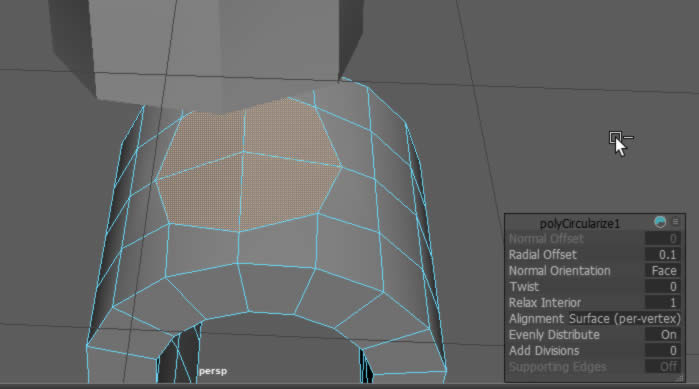 polyCircularize1
Normal Offset 0
Radial Offset 0.1
Normal Orientation Face
Twist 0
Relax Interior 1
Alignment Surface (per-vertex)
Evenly Distribute On
Add Divisions 0
Supporting Edges Off
persp